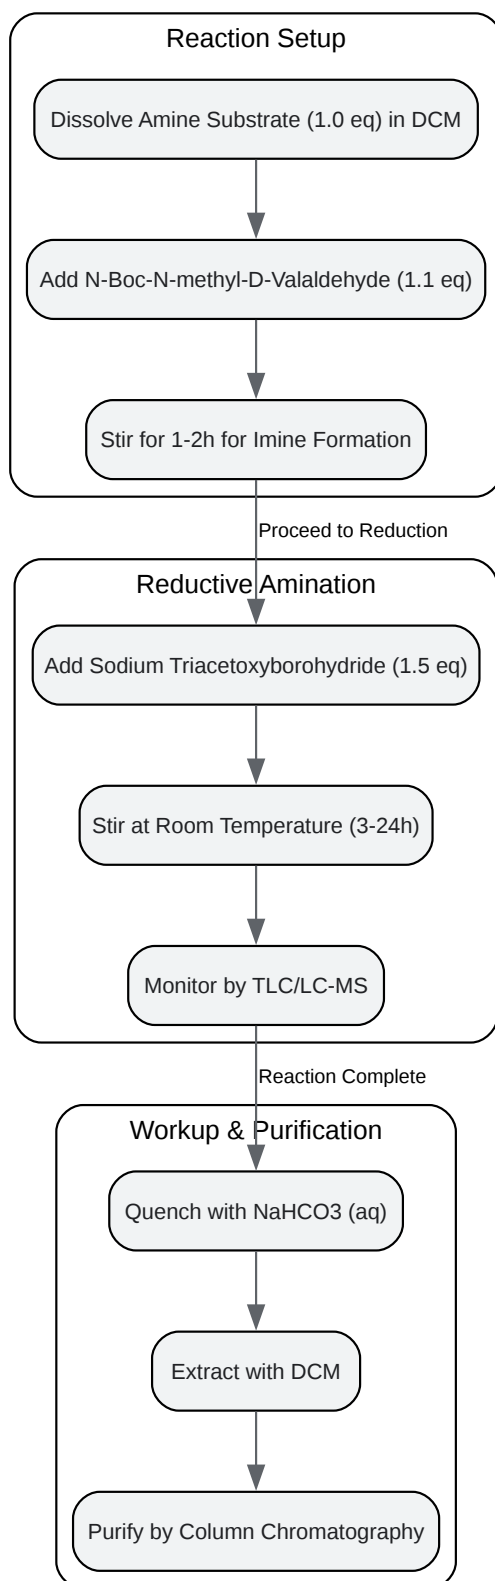 Reaction Setup
Dissolve Amine Substrate (1.0 eq) in DCM
Add N-Boc-N-methyl-D-Valaldehyde (1.1 eq)
Stir for 1-2h for Imine Formation
Proceed to Reduction
Reductive Amination
Add Sodium Triacetoxyborohydride (1.5 eq)
Stir at Room Temperature (3-24h)
Monitor by TLC/LC-MS
Reaction Complete
Workup & Purification
Quench with NaHCO3 (aq)
Extract with DCM
Purify by Column Chromatography